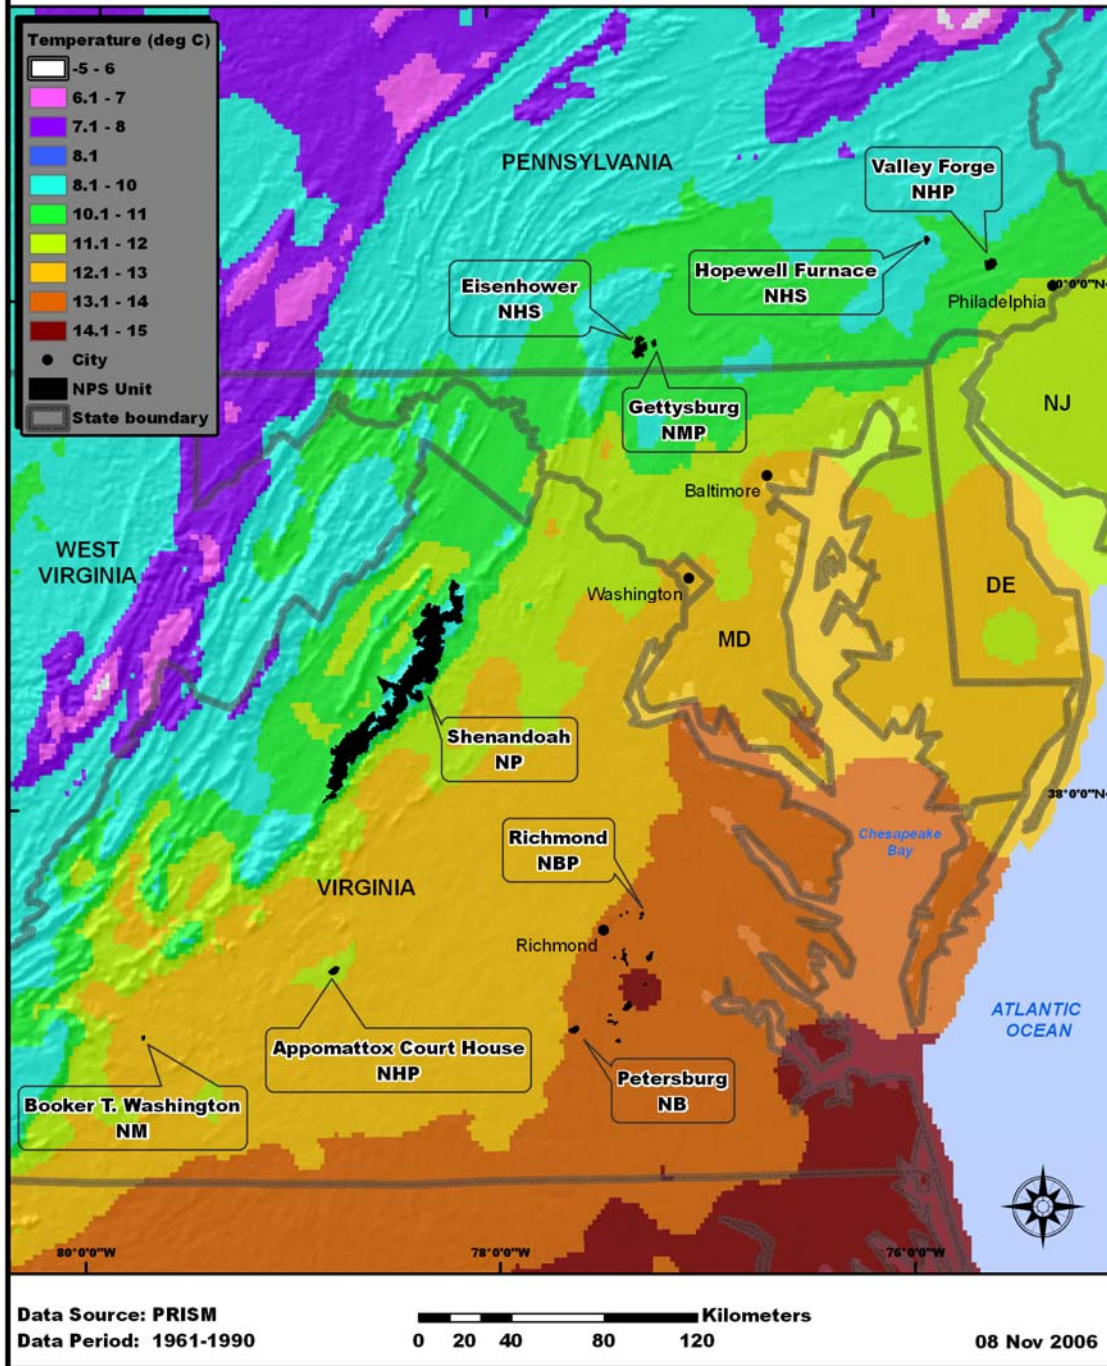 Temperature (deg C)
-5 - 6
6.1 - 7
7.1 - 8
8.1
8.1 - 10
10.1 - 11
11.1 - 12
12.1 - 13
13.1 - 14
14.1 - 15
City
NPS Unit
State boundary
PENNSYLVANIA
Valley Forge
NHP
Hopewell Furnace
NHS
Eisenhower
NHS
Philadelphia
0°0'0"N
Gettysburg
NMP
NJ
Baltimore
WEST
VIRGINIA
Washington
DE
MD
Shenandoah
NP
38°0'0"N
Chesapeake
Bay
Richmond
NBP
VIRGINIA
Richmond
ATLANTIC
OCEAN
Appomattox Court House
NHP
Petersburg
NB
Booker T. Washington
NM
80°0'0"W
78°0'0"W
76°0'0"W
Data Source: PRISM
Data Period: 1961-1990
Kilometers
0 20 40 80 120
08 Nov 2006